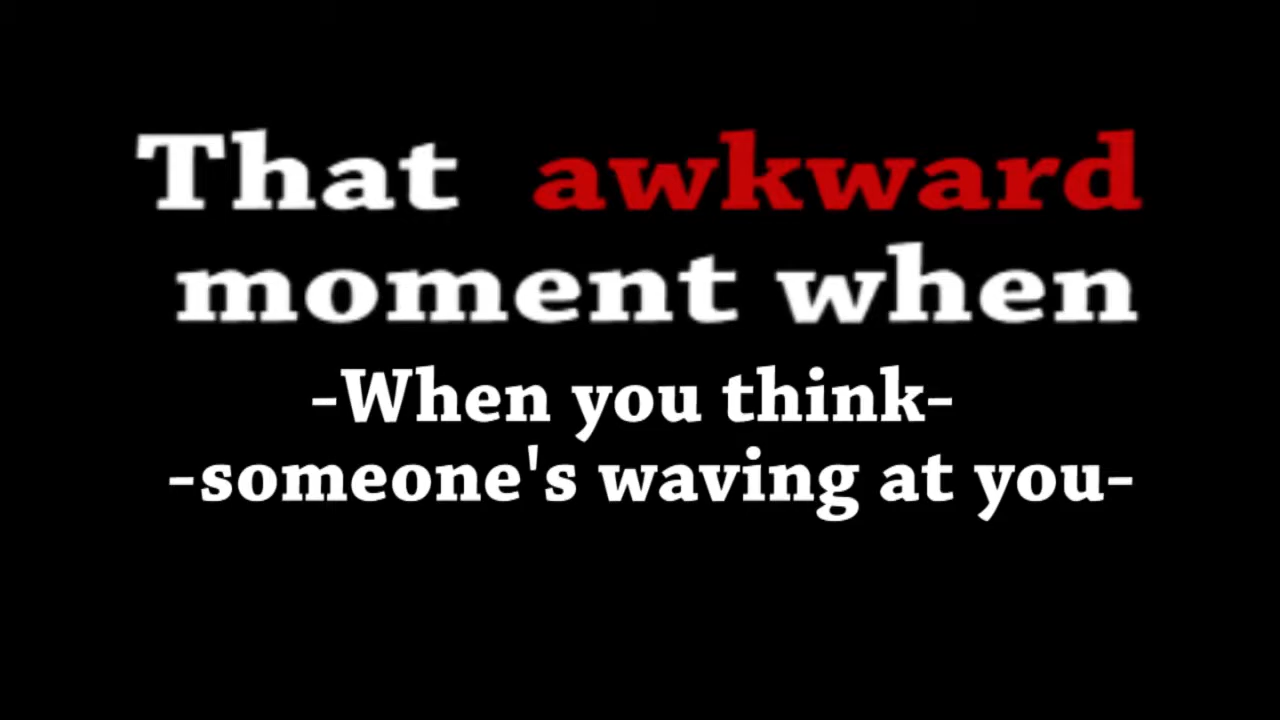 That awkward
moment when
-When you think-
-someone's waving at you-